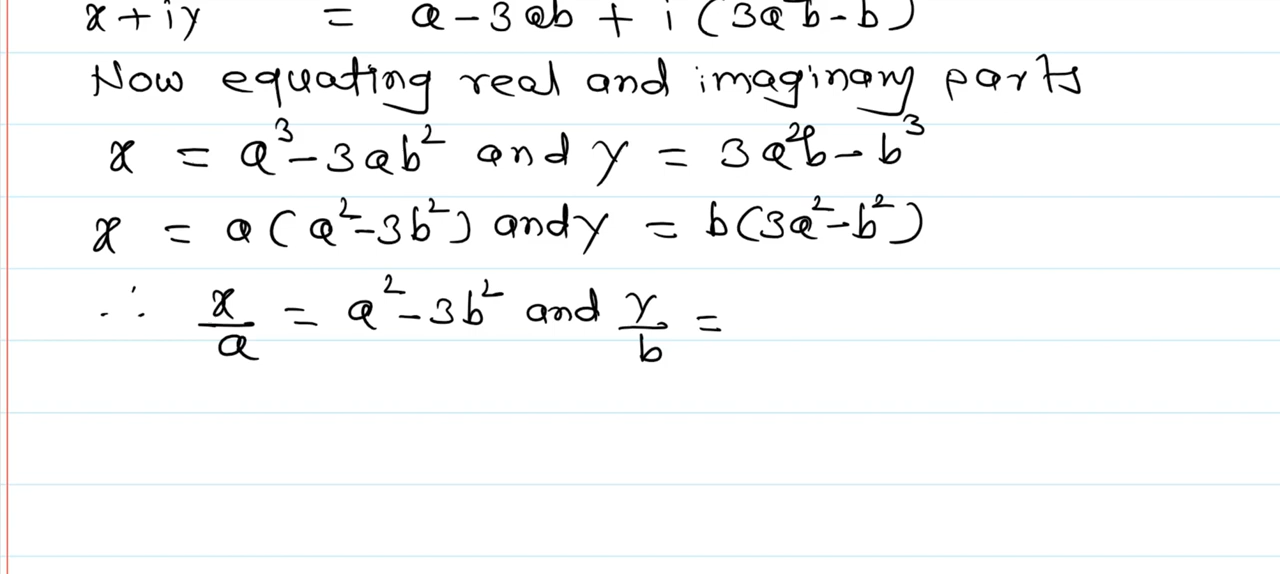 x + iy = a - 3ab + i(3a b - b)
Now equating real and imaginary parts
x = a³ - 3ab² and y = 3a²b - b³
x = a(a² - 3b²) and y = b(3a² - b²)
∴ x/a = a² - 3b² and y/b =